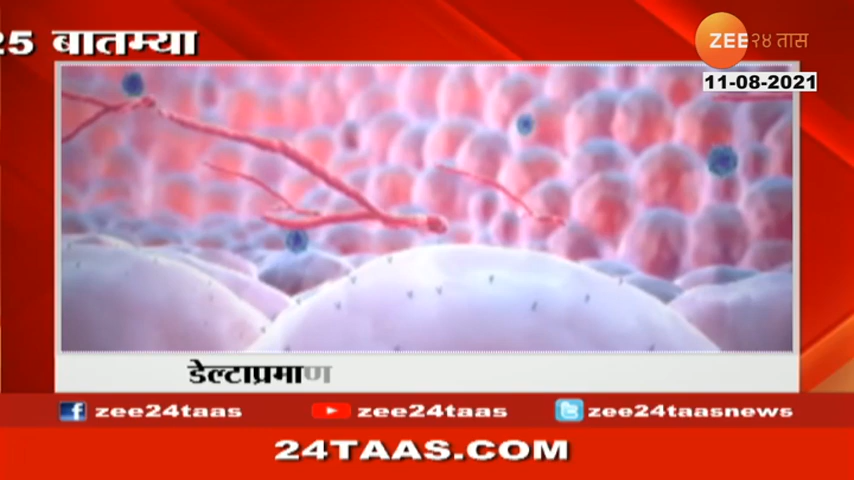 25 बातम्या
ZEE २४ तास
11-08-2021
डेल्टाप्रमाण
zee24taas
zee24taas
zee24taasnews
24TAAS.COM